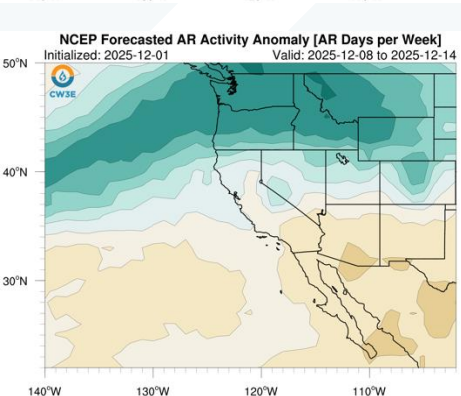 NCEP Forecasted AR Activity Anomaly [AR Days per Week]
Initialized: 2025-12-01 Valid: 2025-12-08 to 2025-12-14
50°N
CW3E
40°N
30°N
140°W 130°W 120°W 110°W